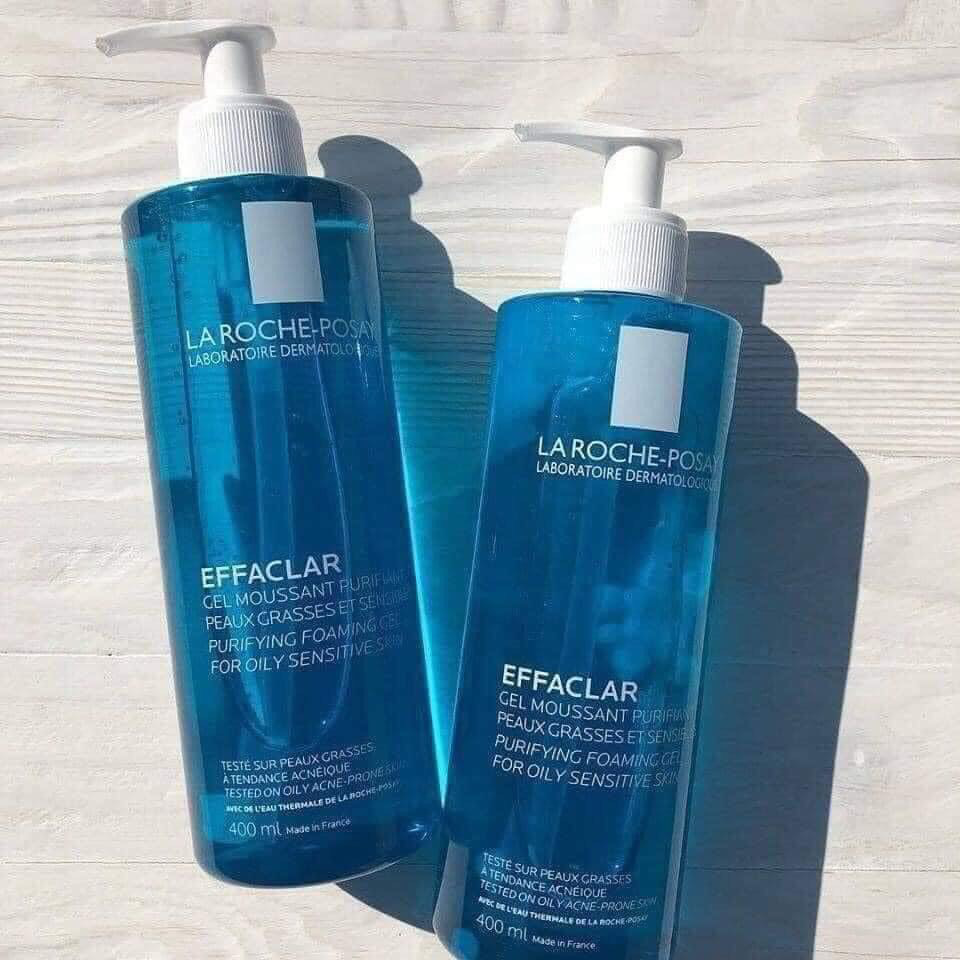 LA ROCHE-POSAY
LABORATOIRE DERMATOLOGIQUE
EFFACLAR
GEL MOUSSANT PURIFIANT
PEAUX GRASSES ET SENSIBLES
PURIFYING FOAMING GEL
FOR OILY SENSITIVE SKIN
TESTÉ SUR PEAUX GRASSES
À TENDANCE ACNÉIQUE
TESTED ON OILY ACNE-PRONE SKIN
AVEC DE L'EAU THERMALE DE LA ROCHE-POSAY
400 ml Made in France
LA ROCHE-POSAY
LABORATOIRE DERMATOLOGIQUE
EFFACLAR
GEL MOUSSANT PURIFIANT
PEAUX GRASSES ET SENSIBLES
PURIFYING FOAMING GEL
FOR OILY SENSITIVE SKIN
TESTÉ SUR PEAUX GRASSES
À TENDANCE ACNÉIQUE
TESTED ON OILY ACNE-PRONE SKIN
AVEC DE L'EAU THERMALE DE LA ROCHE-POSAY
400 ml Made in France